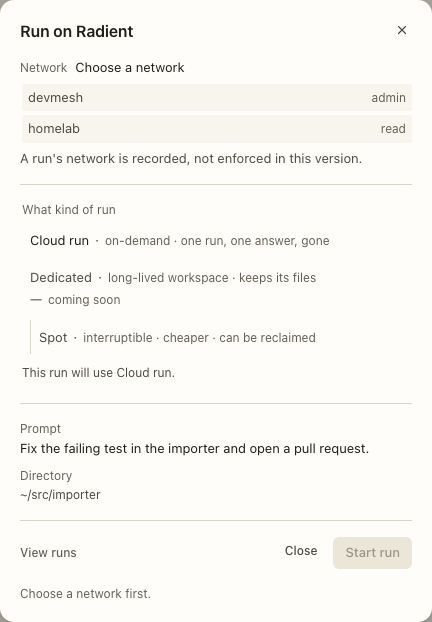 Run on Radient ×
Network Choose a network
devmesh admin
homelab read
A run's network is recorded, not enforced in this version.
What kind of run
Cloud run · on-demand · one run, one answer, gone
Dedicated · long-lived workspace · keeps its files
— coming soon
Spot · interruptible · cheaper · can be reclaimed
This run will use Cloud run.
Prompt
Fix the failing test in the importer and open a pull request.
Directory
~/src/importer
View runs Close Start run
Choose a network first.